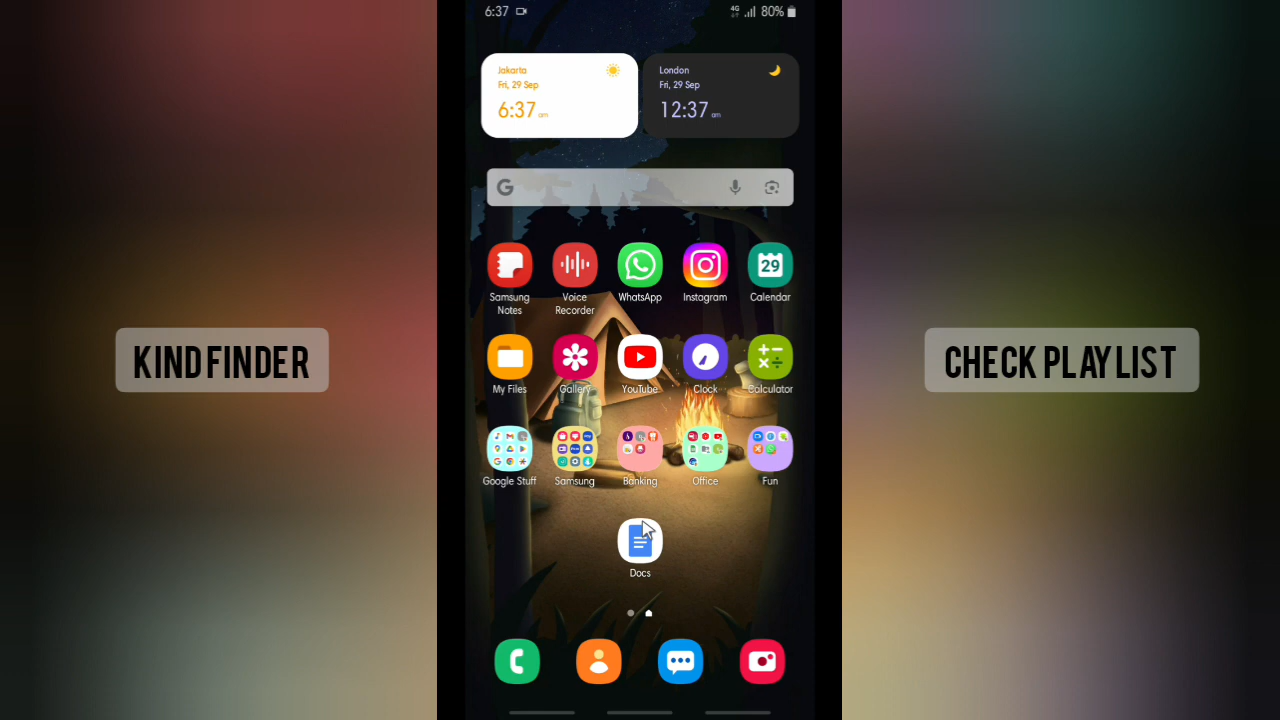 6:37
4G 80%
Jakarta
Fri, 29 Sep
6:37 am
London
Fri, 29 Sep
12:37 am
G
Samsung Notes
Voice Recorder
WhatsApp
Instagram
29
Calendar
My Files
Gallery
YouTube
Clock
Calculator
Google Stuff
Samsung
Banking
Office
Fun
Docs
KIND FINDER
CHECK PLAYLIST